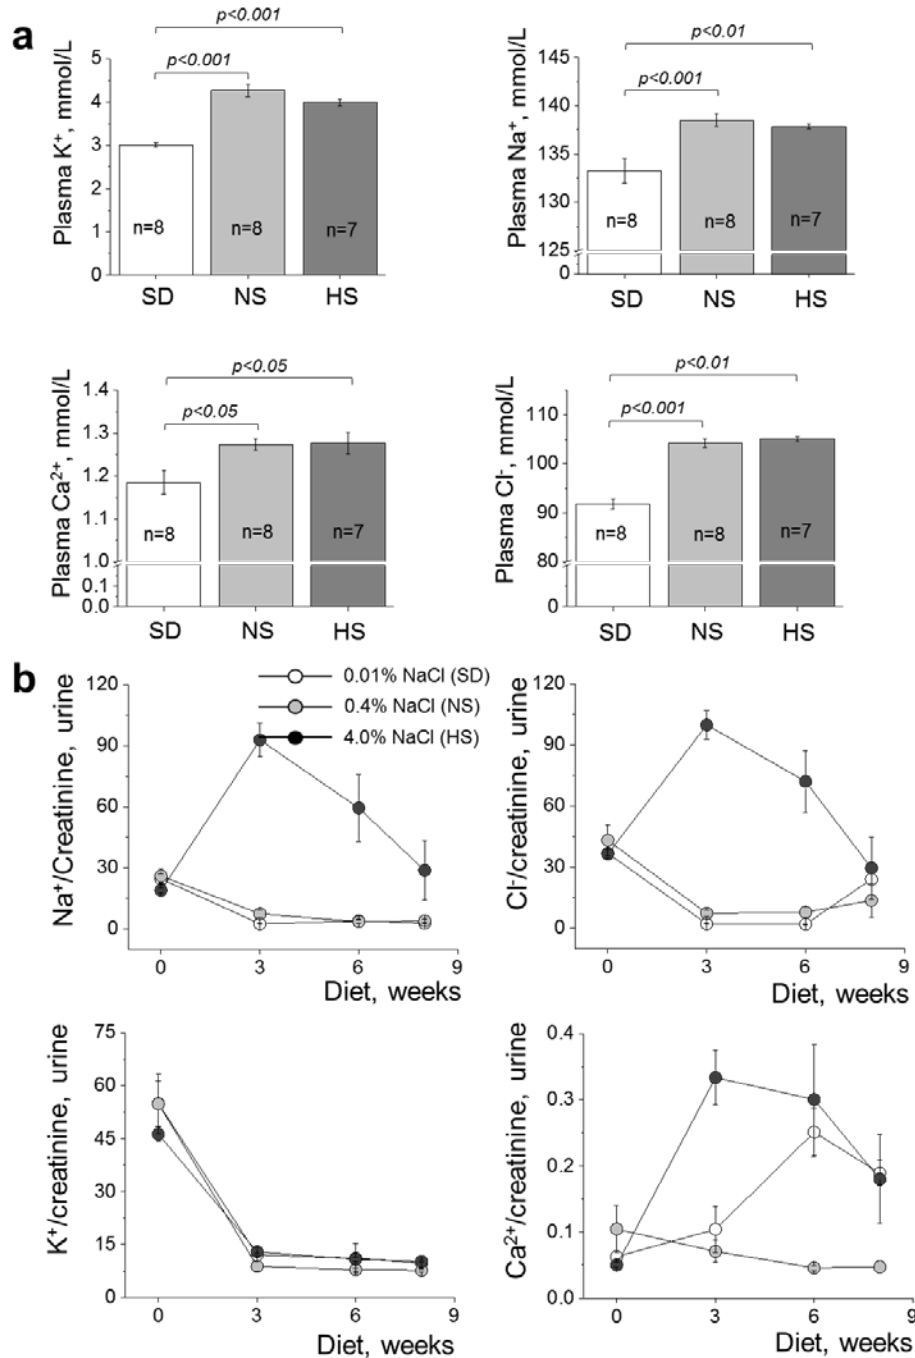 a
p<0.001
p<0.001
Plasma K⁺, mmol/L
5
4
3
2
1
0
n=8
n=8
n=7
SD NS HS
p<0.01
p<0.001
Plasma Na⁺, mmol/L
140
135
130
125
0
n=8
n=8
n=7
SD NS HS
p<0.05
p<0.05
Plasma Ca²⁺, mmol/L
1.4
1.3
1.2
1.1
1.0
0.1
0.0
n=8
n=8
n=7
SD NS HS
p<0.01
p<0.001
Plasma Cl⁻, mmol/L
110
100
90
80
0
n=8
n=8
n=7
SD NS HS
b
0.01% NaCl (SD)
0.4% NaCl (NS)
4.0% NaCl (HS)
Na⁺/Creatinine, urine
120
90
60
30
0
0 3 6 9
Diet, weeks
Cl⁻/creatinine, urine
120
90
60
30
0
0 3 6 9
Diet, weeks
K⁺/creatinine, urine
75
60
45
30
15
0
0 3 6 9
Diet, weeks
Ca²⁺/creatinine, urine
0.4
0.3
0.2
0.1
0.0
0 3 6 9
Diet, weeks